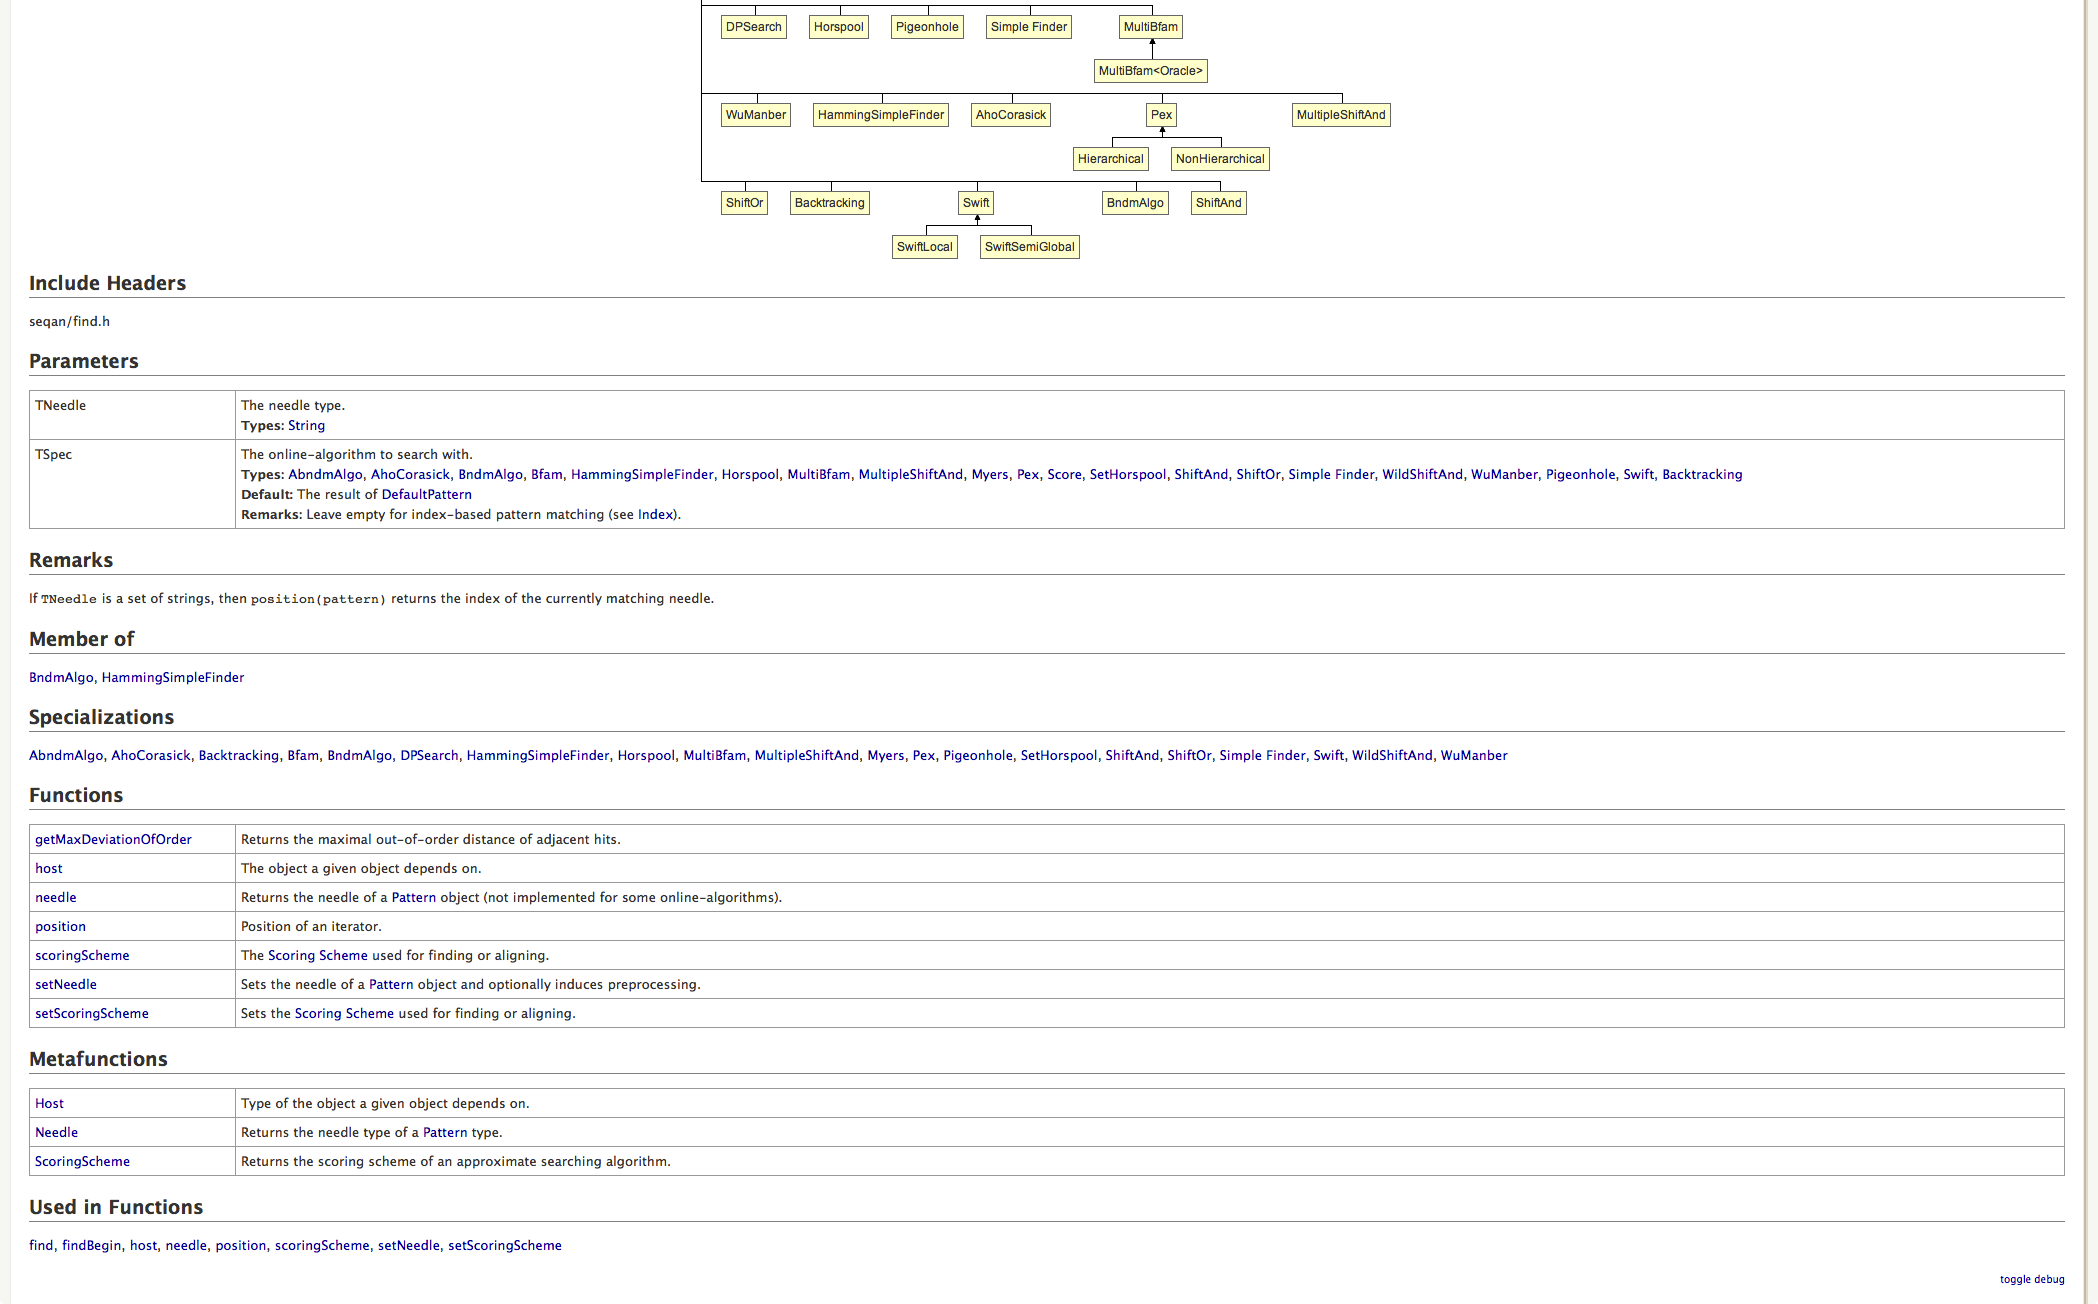 DPSearch Horspool Pigeonhole Simple Finder MultiBfam
MultiBfam<Oracle>
WuManber HammingSimpleFinder AhoCorasick Pex MultipleShiftAnd
Hierarchical NonHierarchical
ShiftOr Backtracking Swift BndmAlgo ShiftAnd
SwiftLocal SwiftSemiGlobal
Include Headers
seqan/find.h
Parameters
TNeedle The needle type.
Types: String
TSpec The online-algorithm to search with.
Types: AbndmAlgo, AhoCorasick, BndmAlgo, Bfam, HammingSimpleFinder, Horspool, MultiBfam, MultipleShiftAnd, Myers, Pex, Score, SetHorspool, ShiftAnd, ShiftOr, Simple Finder, WildShiftAnd, WuManber, Pigeonhole, Swift, Backtracking
Default: The result of DefaultPattern
Remarks: Leave empty for index-based pattern matching (see Index).
Remarks
If TNeedle is a set of strings, then position(pattern) returns the index of the currently matching needle.
Member of
BndmAlgo, HammingSimpleFinder
Specializations
AbndmAlgo, AhoCorasick, Backtracking, Bfam, BndmAlgo, DPSearch, HammingSimpleFinder, Horspool, MultiBfam, MultipleShiftAnd, Myers, Pex, Pigeonhole, SetHorspool, ShiftAnd, ShiftOr, Simple Finder, Swift, WildShiftAnd, WuManber
Functions
getMaxDeviationOfOrder Returns the maximal out-of-order distance of adjacent hits.
host The object a given object depends on.
needle Returns the needle of a Pattern object (not implemented for some online-algorithms).
position Position of an iterator.
scoringScheme The Scoring Scheme used for finding or aligning.
setNeedle Sets the needle of a Pattern object and optionally induces preprocessing.
setScoringScheme Sets the Scoring Scheme used for finding or aligning.
Metafunctions
Host Type of the object a given object depends on.
Needle Returns the needle type of a Pattern type.
ScoringScheme Returns the scoring scheme of an approximate searching algorithm.
Used in Functions
find, findBegin, host, needle, position, scoringScheme, setNeedle, setScoringScheme
toggle debug